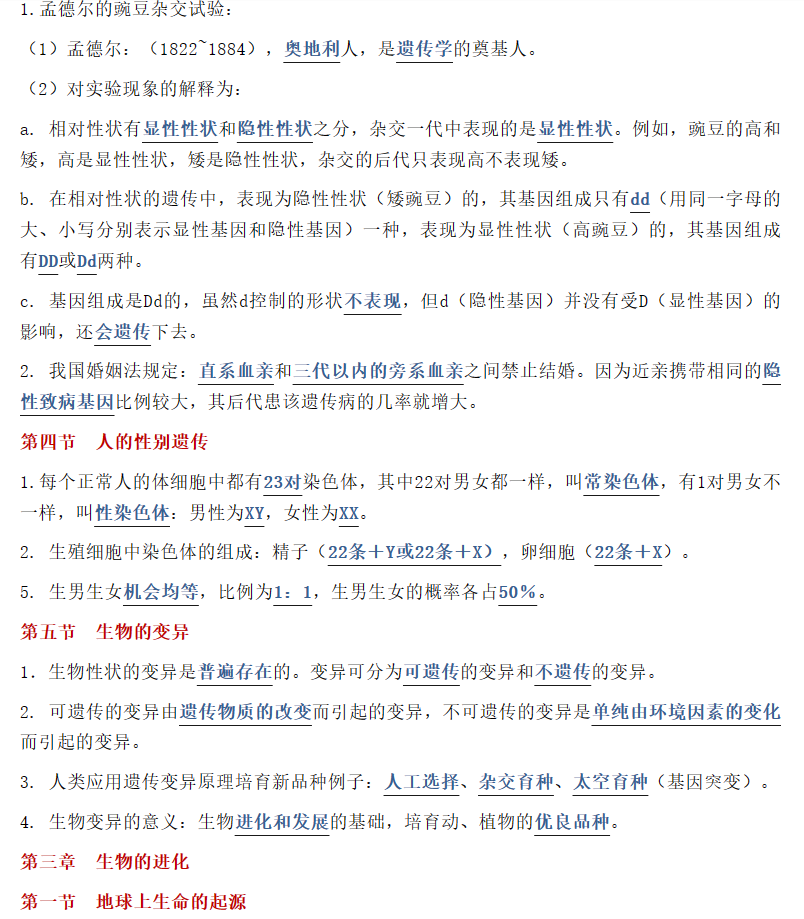 1.孟德尔的豌豆杂交试验:
（1）孟德尔:（1822~1884）,奥地利人，是遗传学的奠基人。
（2）对实验现象的解释为:
a. 相对性状有显性性状和隐性性状之分，杂交一代中表现的是显性性状。例如，豌豆的高和
矮，高是显性性状，矮是隐性性状，杂交的后代只表现高不表现矮。
b. 在相对性状的遗传中，表现为隐性性状（矮豌豆）的，其基因组成只有dd（用同一字母的
大、小写分别表示显性基因和隐性基因）一种，表现为显性性状（高豌豆）的，其基因组成
有DD或Dd两种。
c. 基因组成是Dd的，虽然d控制的形状不表现，但d（隐性基因）并没有受D（显性基因）的
影响，还会遗传下去。
2. 我国婚姻法规定: 直系血亲和三代以内的旁系血亲之间禁止结婚。因为近亲携带相同的隐
性致病基因比例较大，其后代患该遗传病的几率就增大。
第四节 人的性别遗传
1.每个正常人的体细胞中都有23对染色体，其中22对男女都一样，叫常染色体，有1对男女不
一样，叫性染色体: 男性为XY，女性为XX。
2. 生殖细胞中染色体的组成: 精子（22条＋Y或22条＋X）, 卵细胞（22条＋X）。
5. 生男生女机会均等，比例为1: 1，生男生女的概率各占50%。
第五节 生物的变异
1. 生物性状的变异是普遍存在的。变异可分为可遗传的变异和不遗传的变异。
2. 可遗传的变异由遗传物质的改变而引起的变异，不可遗传的变异是单纯由环境因素的变化
而引起的变异。
3. 人类应用遗传变异原理培育新品种例子: 人工选择、杂交育种、太空育种（基因突变）。
4. 生物变异的意义: 生物进化和发展的基础，培育动、植物的优良品种。
第三章 生物的进化
第一节 地球上生命的起源